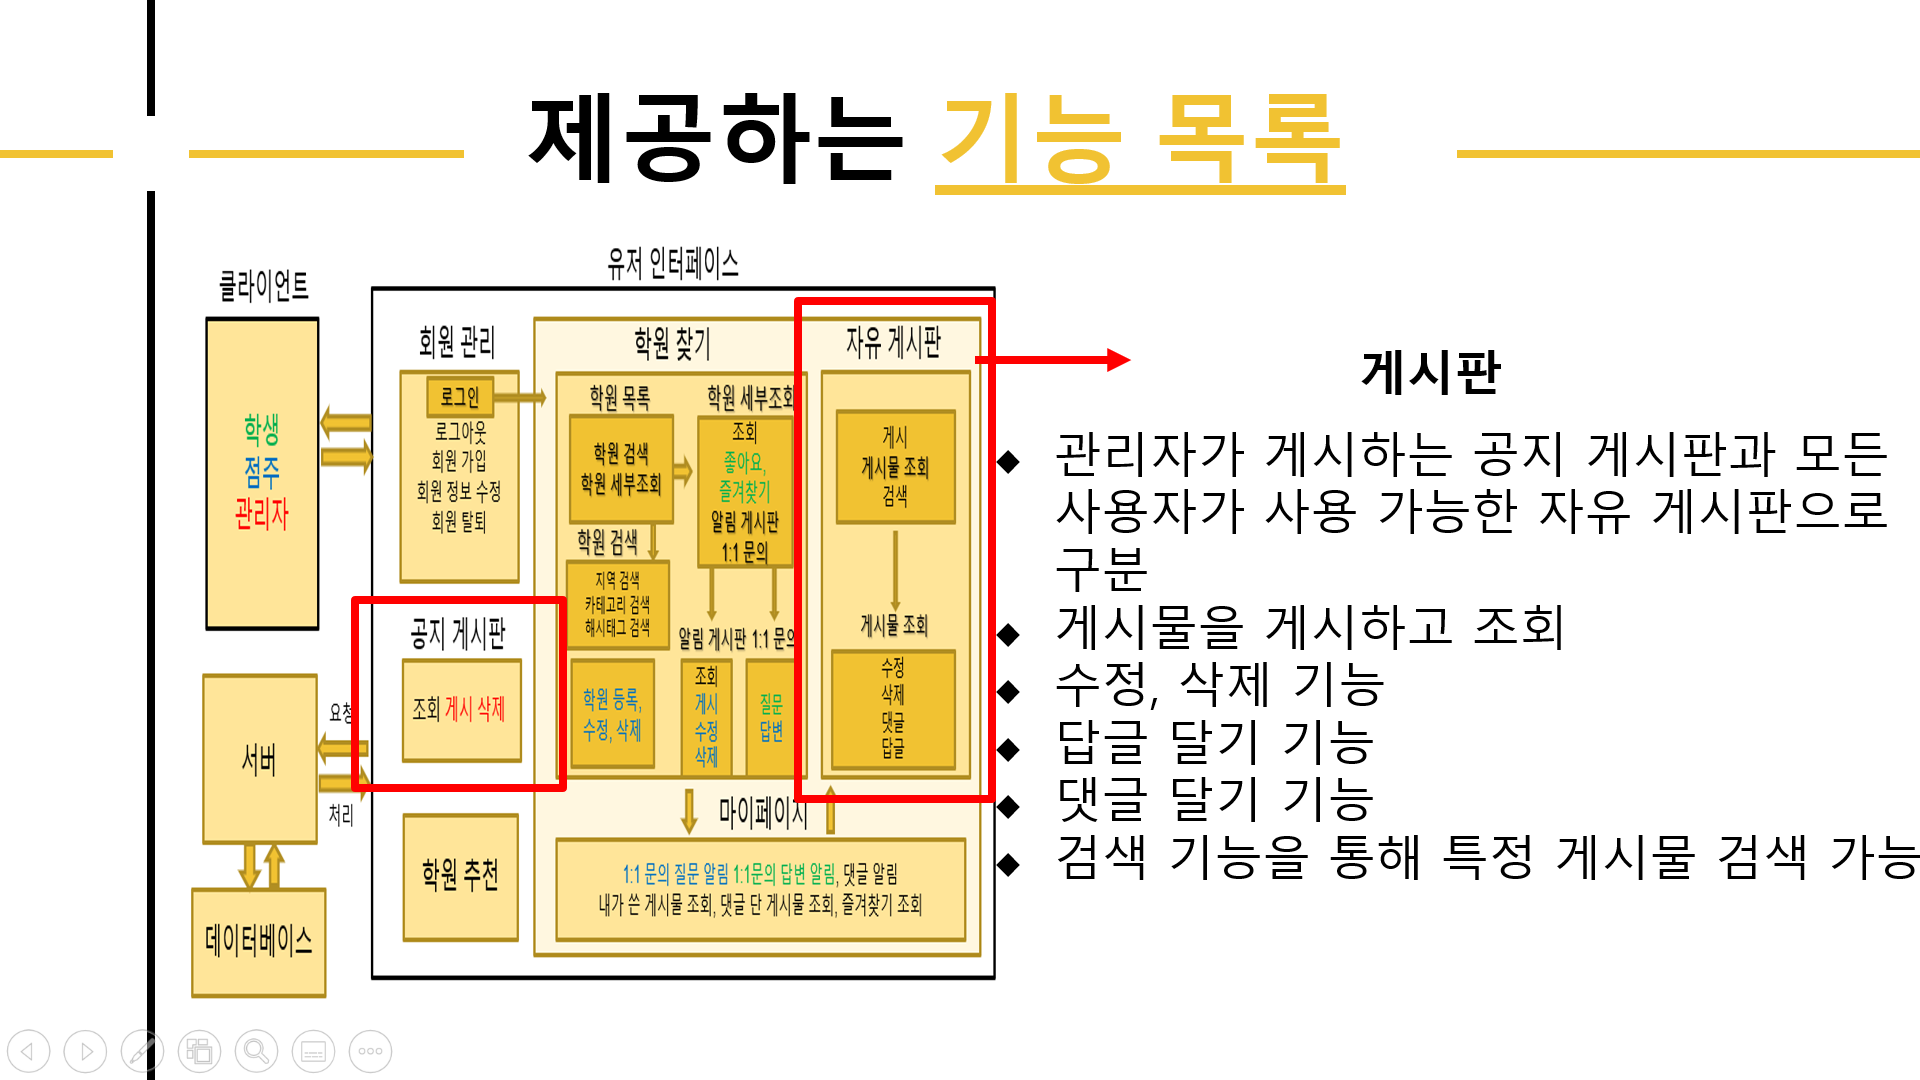 제공하는 기능 목록
유저 인터페이스
클라이언트
학생
점주
관리자
회원 관리
로그인
로그아웃
회원 가입
회원 정보 수정
회원 탈퇴
학원 찾기
학원 목록
학원 검색
학원 세부조회
학원 세부조회
조회
좋아요,
즐겨찾기
알림 게시판
1:1 문의
학원 검색
지역 검색
카테고리 검색
해시태그 검색
학원 등록,
수정, 삭제
알림 게시판 1:1 문의
조회
게시
수정
삭제
질문
답변
자유 게시판
게시
게시물 조회
검색
게시물 조회
수정
삭제
댓글
답글
공지 게시판
조회 게시 삭제
요청
서버
처리
데이터베이스
학원 추천
마이페이지
1:1 문의 질문 알림 1:1문의 답변 알림, 댓글 알림
내가 쓴 게시물 조회, 댓글 단 게시물 조회, 즐겨찾기 조회
게시판
◆ 관리자가 게시하는 공지 게시판과 모든
사용자가 사용 가능한 자유 게시판으로
구분
◆ 게시물을 게시하고 조회
◆ 수정, 삭제 기능
◆ 답글 달기 기능
◆ 댓글 달기 기능
◆ 검색 기능을 통해 특정 게시물 검색 가능